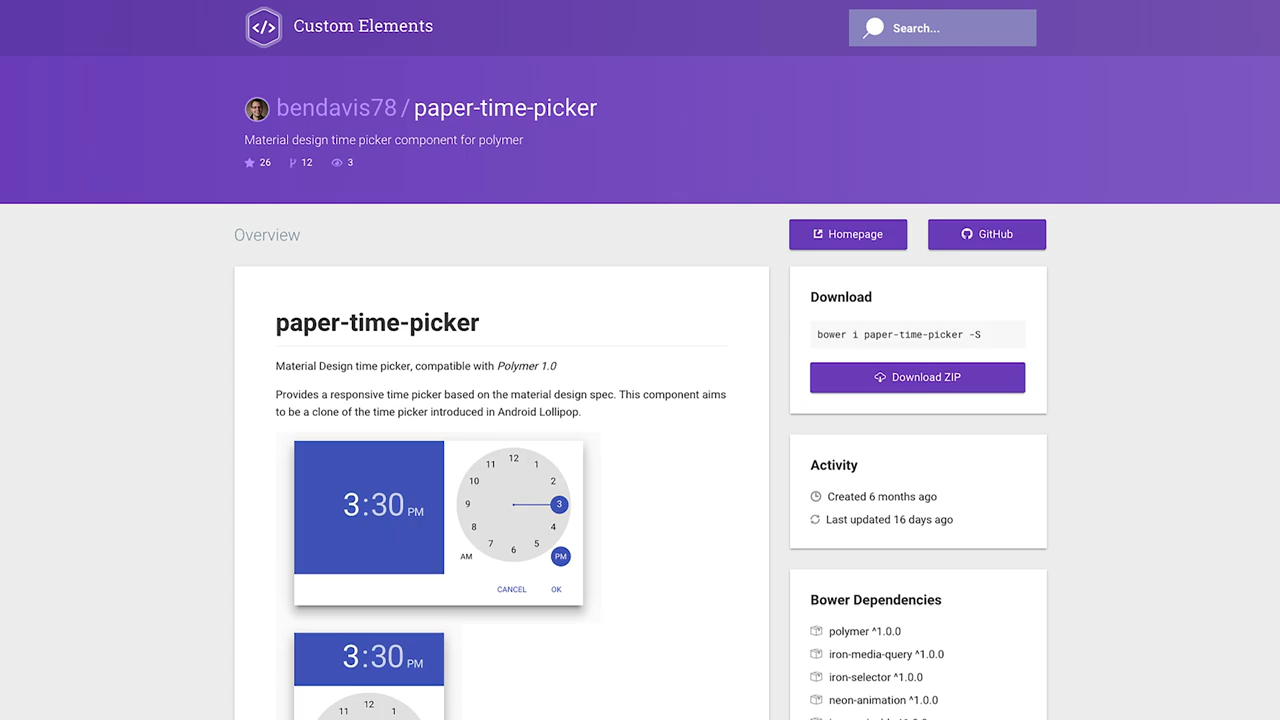 </> Custom Elements
Search...
bendavis78 / paper-time-picker
Material design time picker component for polymer
26 12 3
Overview
Homepage
GitHub
paper-time-picker
Material Design time picker, compatible with Polymer 1.0
Provides a responsive time picker based on the material design spec. This component aims
to be a clone of the time picker introduced in Android Lollipop.
3:30 PM
12
11 1
10 2
9 3
8 4
7 5
6
AM PM
CANCEL OK
3:30 PM
12
11 1
Download
bower i paper-time-picker -S
Download ZIP
Activity
Created 6 months ago
Last updated 16 days ago
Bower Dependencies
polymer ^1.0.0
iron-media-query ^1.0.0
iron-selector ^1.0.0
neon-animation ^1.0.0